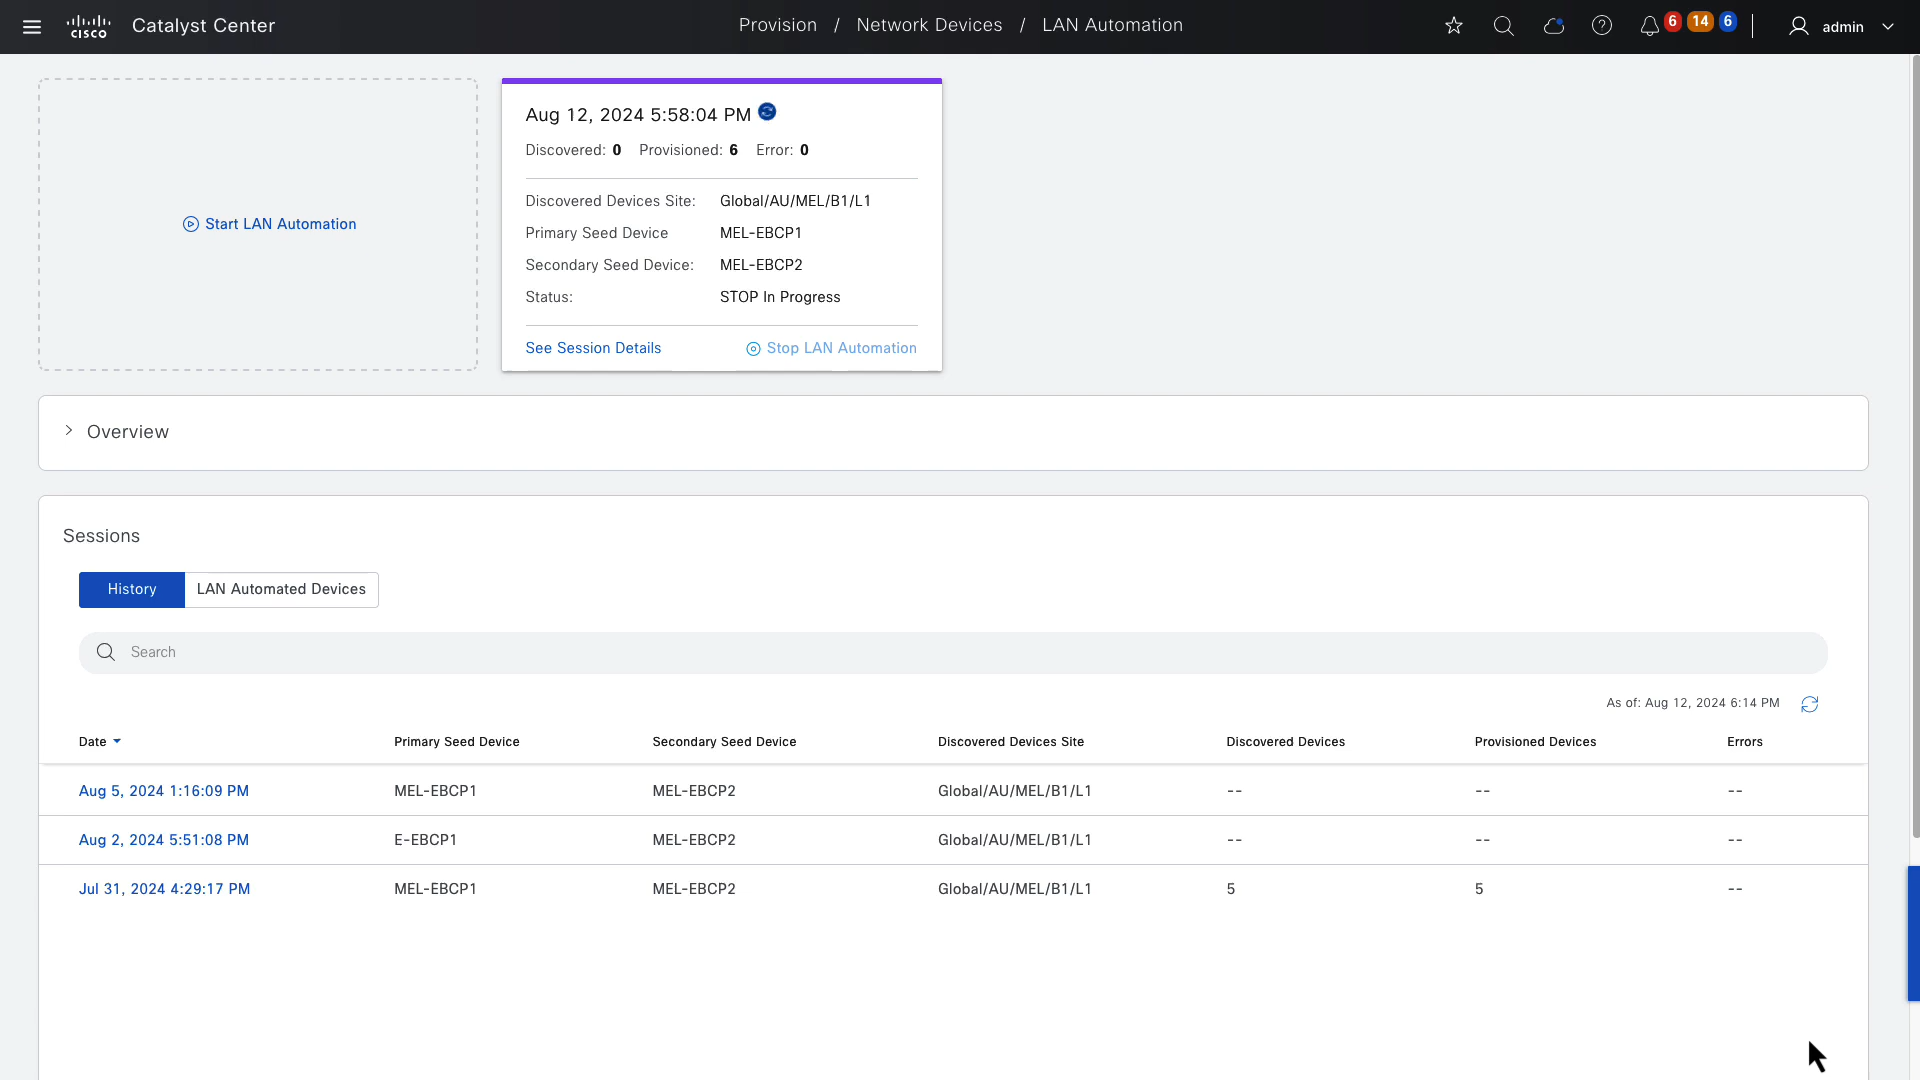 cisco Catalyst Center
Provision / Network Devices / LAN Automation
6 14 6 admin
Start LAN Automation
Aug 12, 2024 5:58:04 PM
Discovered: 0 Provisioned: 6 Error: 0
Discovered Devices Site: Global/AU/MEL/B1/L1
Primary Seed Device MEL-EBCP1
Secondary Seed Device: MEL-EBCP2
Status: STOP In Progress
See Session Details Stop LAN Automation
Overview
Sessions
History LAN Automated Devices
Search
As of: Aug 12, 2024 6:14 PM
Date Primary Seed Device Secondary Seed Device Discovered Devices Site Discovered Devices Provisioned Devices Errors
Aug 5, 2024 1:16:09 PM MEL-EBCP1 MEL-EBCP2 Global/AU/MEL/B1/L1 -- -- --
Aug 2, 2024 5:51:08 PM E-EBCP1 MEL-EBCP2 Global/AU/MEL/B1/L1 -- -- --
Jul 31, 2024 4:29:17 PM MEL-EBCP1 MEL-EBCP2 Global/AU/MEL/B1/L1 5 5 --